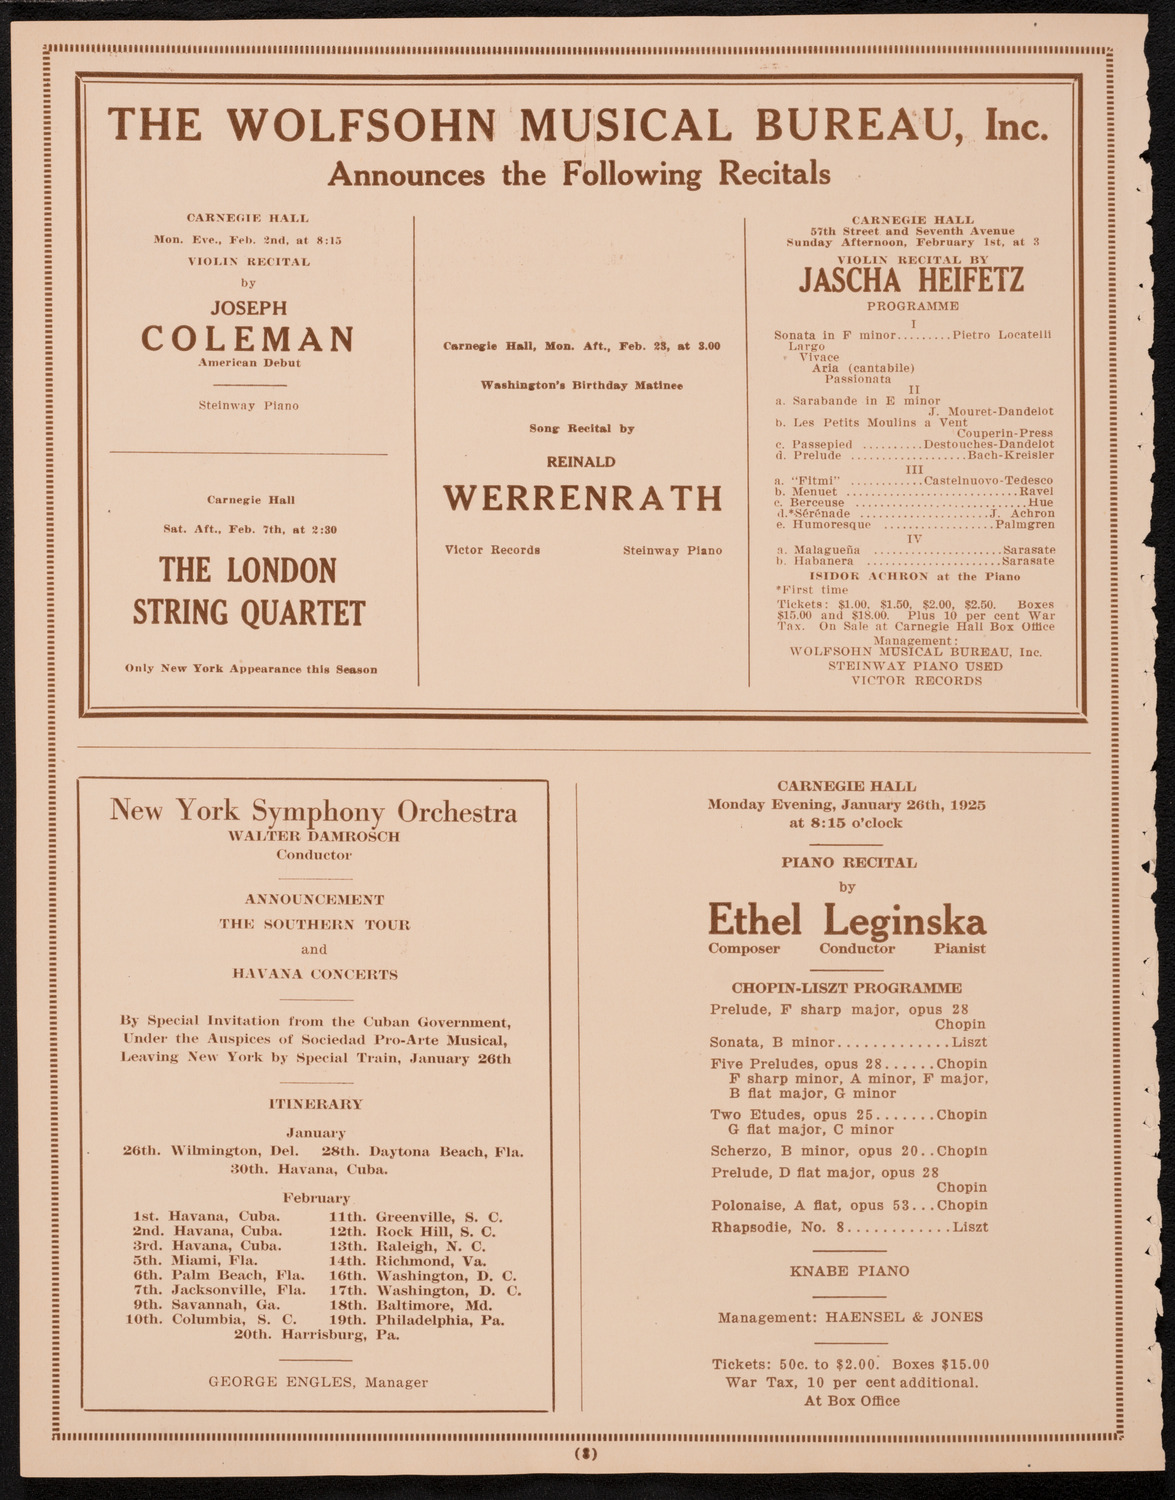 THE WOLFSOHN MUSICAL BUREAU, Inc.
Announces the Following Recitals
CARNEGIE HALL
Mon. Eve., Feb. 2nd, at 8:15
VIOLIN RECITAL
by
JOSEPH
COLEMAN
American Debut
Steinway Piano
Carnegie Hall
Sat. Aft., Feb. 7th, at 2:30
THE LONDON
STRING QUARTET
Only New York Appearance this Season
Carnegie Hall, Mon. Aft., Feb. 23, at 3.00
Washington's Birthday Matinee
Song Recital by
REINALD
WERRENRATH
Victor Records Steinway Piano
CARNEGIE HALL
57th Street and Seventh Avenue
Sunday Afternoon, February 1st, at 3
VIOLIN RECITAL BY
JASCHA HEIFETZ
PROGRAMME
I
Sonata in F minor.........Pietro Locatelli
Largo
Vivace
Aria (cantabile)
Passionata
II
a. Sarabande in E minor
J. Mouret-Dandelot
b. Les Petits Moulins a Vent
Couperin-Press
c. Passepied ..........Destouches-Dandelot
d. Prelude ...................Bach-Kreisler
III
a. "Fitmi" ............Castelnuovo-Tedesco
b. Menuet ............................Ravel
c. Berceuse ............................Hue
d.*Sérénade .....................J. Achron
e. Humoresque ..................Palmgren
IV
a. Malagueña .....................Sarasate
b. Habanera ......................Sarasate
ISIDOR ACHRON at the Piano
*First time
Tickets: $1.00, $1.50, $2.00, $2.50. Boxes
$15.00 and $18.00. Plus 10 per cent War
Tax. On Sale at Carnegie Hall Box Office
Management:
WOLFSOHN MUSICAL BUREAU, Inc.
STEINWAY PIANO USED
VICTOR RECORDS
New York Symphony Orchestra
WALTER DAMROSCH
Conductor
ANNOUNCEMENT
THE SOUTHERN TOUR
and
HAVANA CONCERTS
By Special Invitation from the Cuban Government,
Under the Auspices of Sociedad Pro-Arte Musical,
Leaving New York by Special Train, January 26th
ITINERARY
January
26th. Wilmington, Del. 28th. Daytona Beach, Fla.
30th. Havana, Cuba.
February
1st. Havana, Cuba. 11th. Greenville, S. C.
2nd. Havana, Cuba. 12th. Rock Hill, S. C.
3rd. Havana, Cuba. 13th. Raleigh, N. C.
5th. Miami, Fla. 14th. Richmond, Va.
6th. Palm Beach, Fla. 16th. Washington, D. C.
7th. Jacksonville, Fla. 17th. Washington, D. C.
9th. Savannah, Ga. 18th. Baltimore, Md.
10th. Columbia, S. C. 19th. Philadelphia, Pa.
20th. Harrisburg, Pa.
GEORGE ENGLES, Manager
CARNEGIE HALL
Monday Evening, January 26th, 1925
at 8:15 o'clock
PIANO RECITAL
by
Ethel Leginska
Composer Conductor Pianist
CHOPIN-LISZT PROGRAMME
Prelude, F sharp major, opus 28
Chopin
Sonata, B minor.............Liszt
Five Preludes, opus 28......Chopin
F sharp minor, A minor, F major,
B flat major, G minor
Two Etudes, opus 25.......Chopin
G flat major, C minor
Scherzo, B minor, opus 20..Chopin
Prelude, D flat major, opus 28
Chopin
Polonaise, A flat, opus 53...Chopin
Rhapsodie, No. 8............Liszt
KNABE PIANO
Management: HAENSEL & JONES
Tickets: 50c. to $2.00. Boxes $15.00
War Tax, 10 per cent additional.
At Box Office
(8)